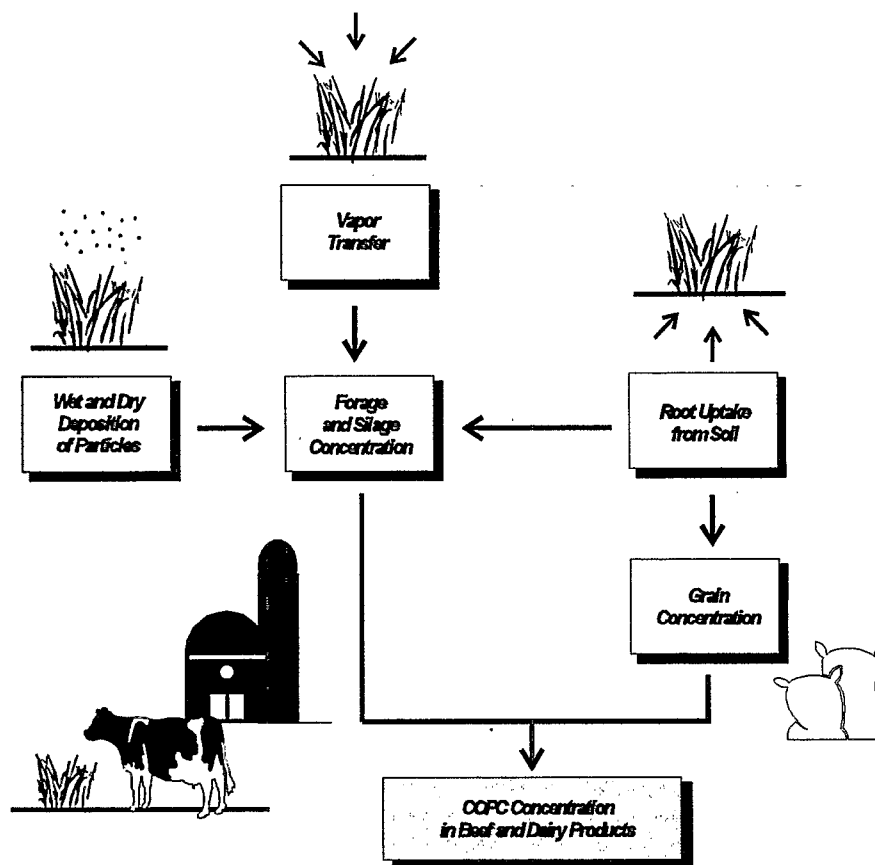 Vapor
Transfer
Wet and Dry
Deposition
of Particles
Forage
and Silage
Concentration
Root Uptake
from Soil
Grain
Concentration
COPC Concentration
in Beef and Dairy Products